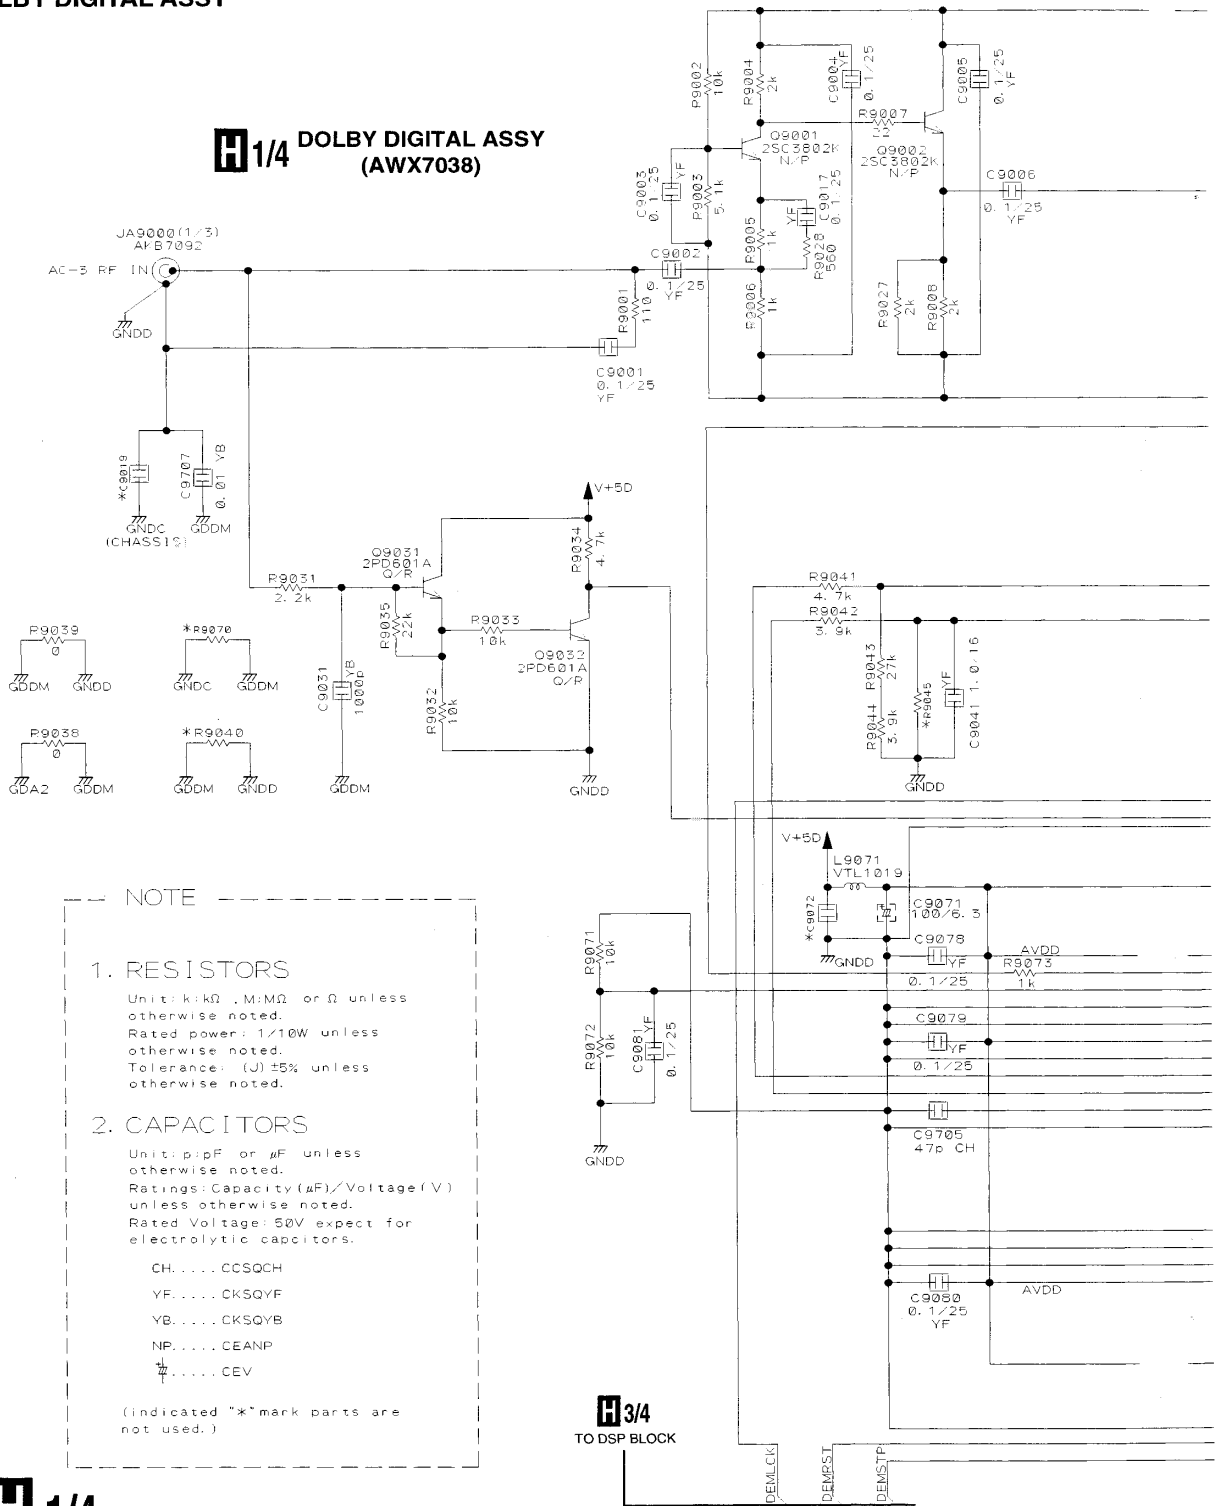 LBY DIGITAL ASSY
H 1/4 DOLBY DIGITAL ASSY
(AWX7038)
R9002
10k
R9004
2k
C9004
YF
0.1/25
C9005
0.1/25
YF
R9007
22
Q9001
2SC3802K
N/P
Q9002
2SC3802K
N/P
C9003
0.1/25
YF
R9003
5.1k
YF
C9017
0.1/25
C9006
0.1/25
YF
JA9000(1/3)
AKB7092
AC-3 RF IN
GNDD
C9002
0.1/25
YF
R9005
1k
R9028
560
R9001
110
R9006
1k
R9027
2k
R9008
2k
C9001
0.1/25
YF
*C9019
C9707
0.01 YB
GNDC
(CHASSIS)
GDDM
V+5D
R9034
4.7k
Q9031
2PD601A
Q/R
R9031
2.2k
R9035
22k
R9033
10k
Q9032
2PD601A
Q/R
C9031
1000p
YB
R9032
10k
GDDM
GNDD
R9041
4.7k
R9042
3.9k
R9043
27k
R9044
3.9k
*R9045
YF
C9041 1.0/16
GNDD
R9039
0
GDDM
GNDD
*R9070
GNDC
GDDM
R9038
0
GDA2
GDDM
*R9040
GDDM
GNDD
V+5D
L9071
VTL1019
*C9072
GNDD
C9071
100/6.3
C9078
YF
0.1/25
AVDD
R9073
1k
C9079
YF
0.1/25
R9071
10k
R9072
10k
C9081
YF
0.1/25
GNDD
C9705
47p CH
C9080
0.1/25
YF
AVDD
NOTE
1. RESISTORS
Unit: k:kΩ ,M:MΩ or Ω unless
otherwise noted.
Rated power: 1/10W unless
otherwise noted.
Tolerance: (J)±5% unless
otherwise noted.
2. CAPACITORS
Unit: p:pF or μF unless
otherwise noted.
Ratings:Capacity(μF)/Voltage(V)
unless otherwise noted.
Rated Voltage: 50V expect for
electrolytic capcitors.
CH..... CCSQCH
YF..... CKSQYF
YB..... CKSQYB
NP..... CEANP
..... CEV
(indicated "*"mark parts are
not used.)
H 3/4
TO DSP BLOCK
DEMLCK
DEMRST
DEMSTP
H 1/4